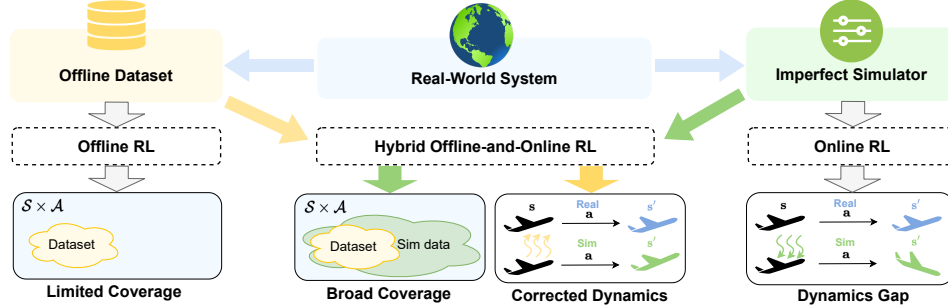 Offline Dataset
Real-World System
Imperfect Simulator
Offline RL
Hybrid Offline-and-Online RL
Online RL
S × A
Dataset
S × A
Dataset
Sim data
s
Real
a
s′
Sim
a
s′
s
Real
a
s′
Sim
a
s′
Limited Coverage
Broad Coverage
Corrected Dynamics
Dynamics Gap